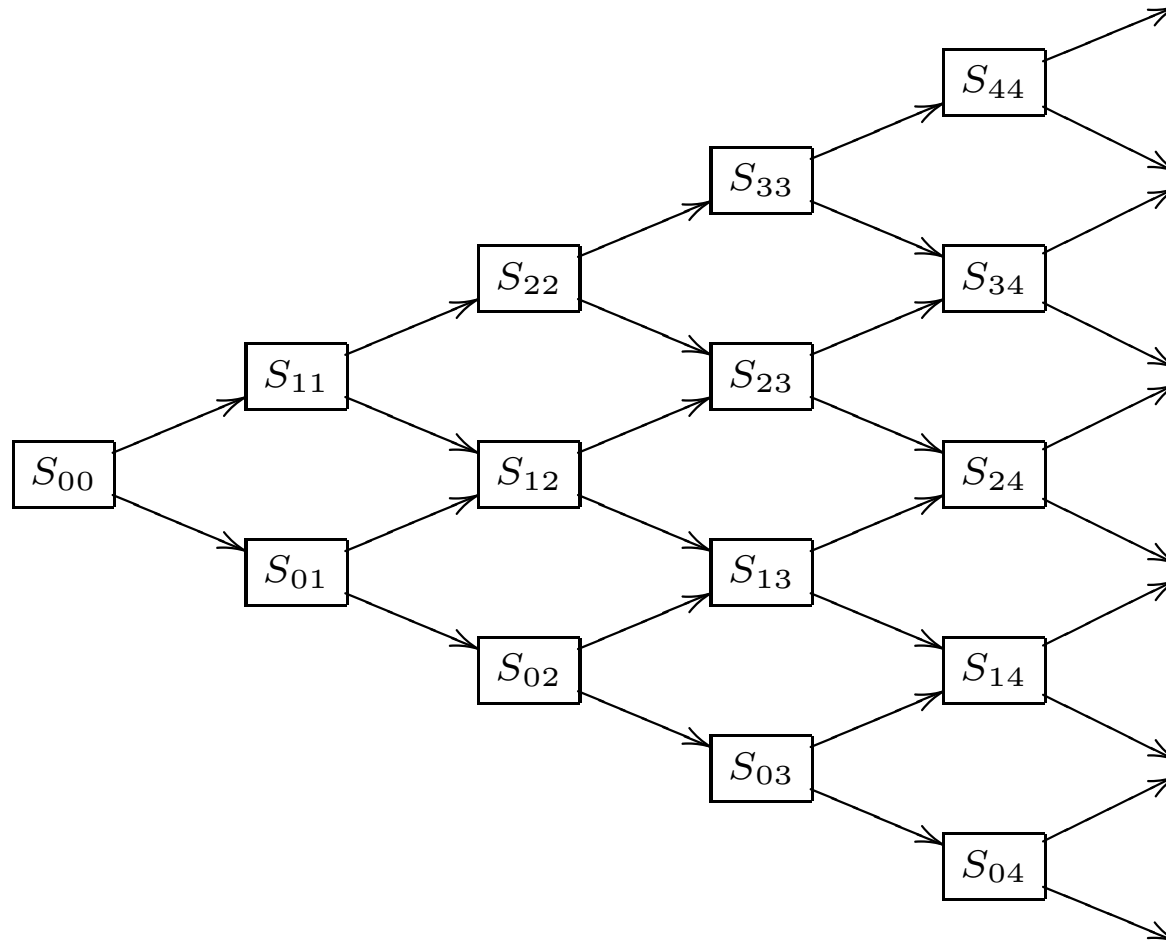 S₄₄
S₃₃
S₂₂ S₃₄
S₁₁ S₂₃
S₀₀ S₁₂ S₂₄
S₀₁ S₁₃
S₀₂ S₁₄
S₀₃
S₀₄